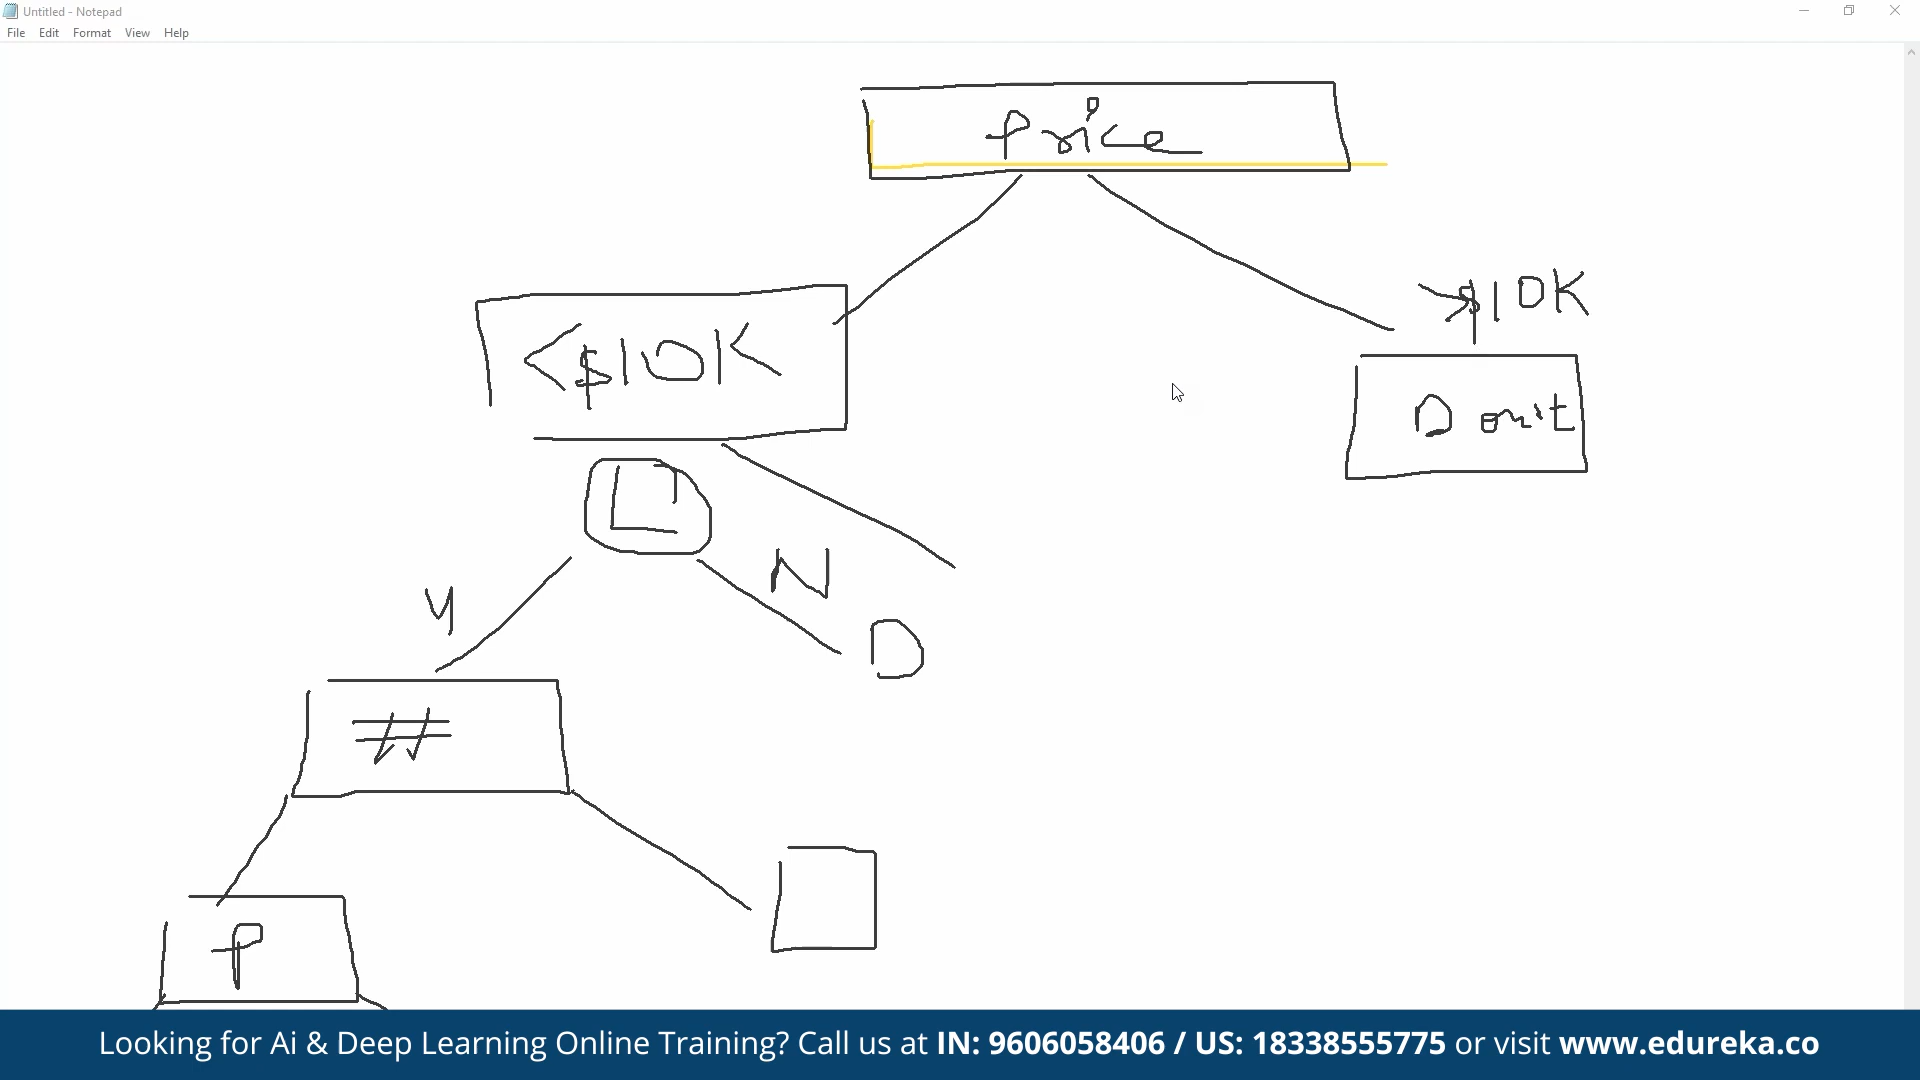 Untitled - Notepad
File Edit Format View Help
Price
<$10K
>$10K
Don't
L
N
Y
D
#
P
Looking for Ai & Deep Learning Online Training? Call us at IN: 9606058406 / US: 18338555775 or visit www.edureka.co